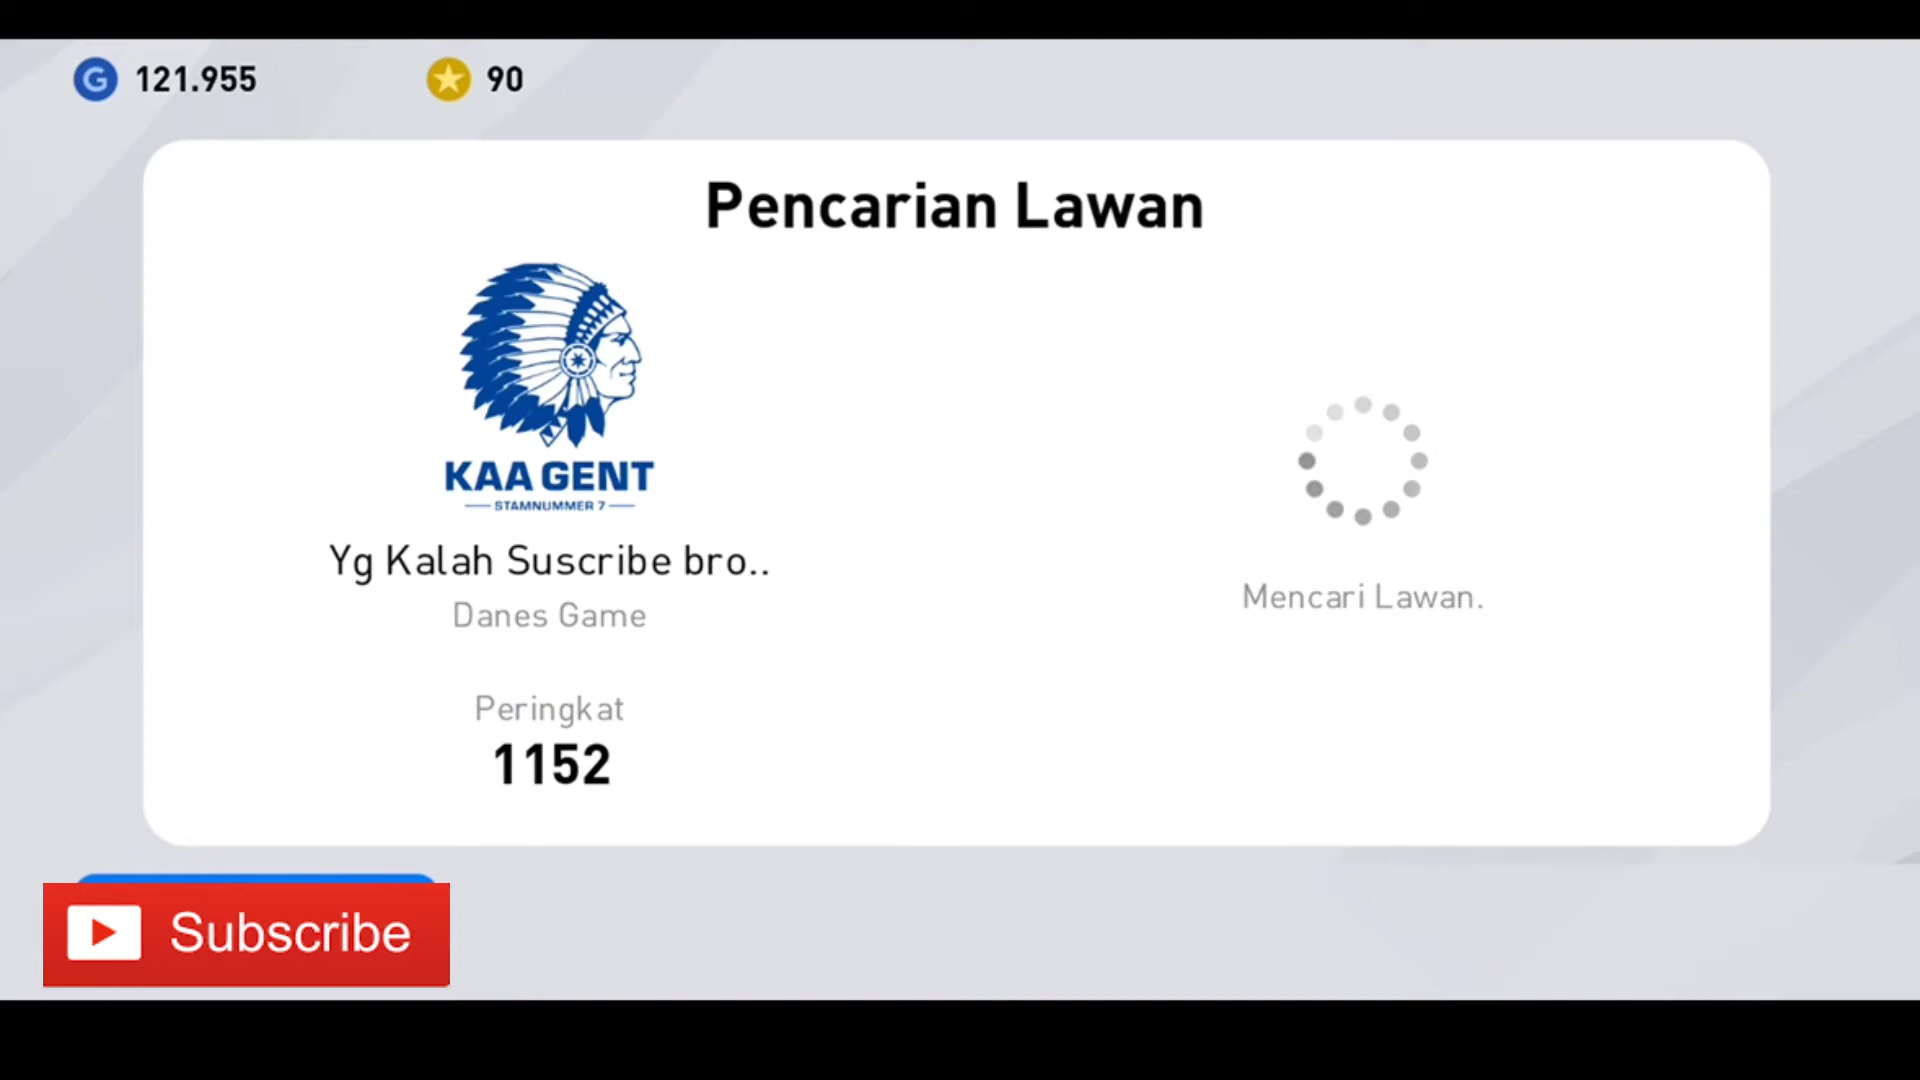 G 121.955
90
Pencarian Lawan
KAA GENT
STAMNUMMER 7
Yg Kalah Suscribe bro..
Danes Game
Mencari Lawan.
Peringkat
1152
Subscribe